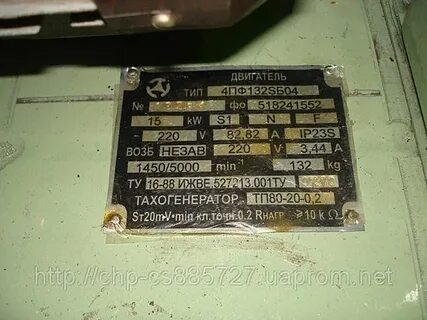 ДВИГАТЕЛЬ
ТИП 4ПФ132SБ04
№ фо 518241552
15 kW S1 N F
– 220 V 82,82 A IP23S
ВОЗБ НЕЗАВ 220 V 3,44 A
1450/5000 min⁻¹ 132 kg
ТУ 16-88 ИЖВЕ.527213.001ТУ
ТАХОГЕНЕРАТОР ТП80-20-0,2
Sт20mV•min кл.точн.0.2 Rнагр ≥10 k Ω
http://chp-cs885727.uaprom.net